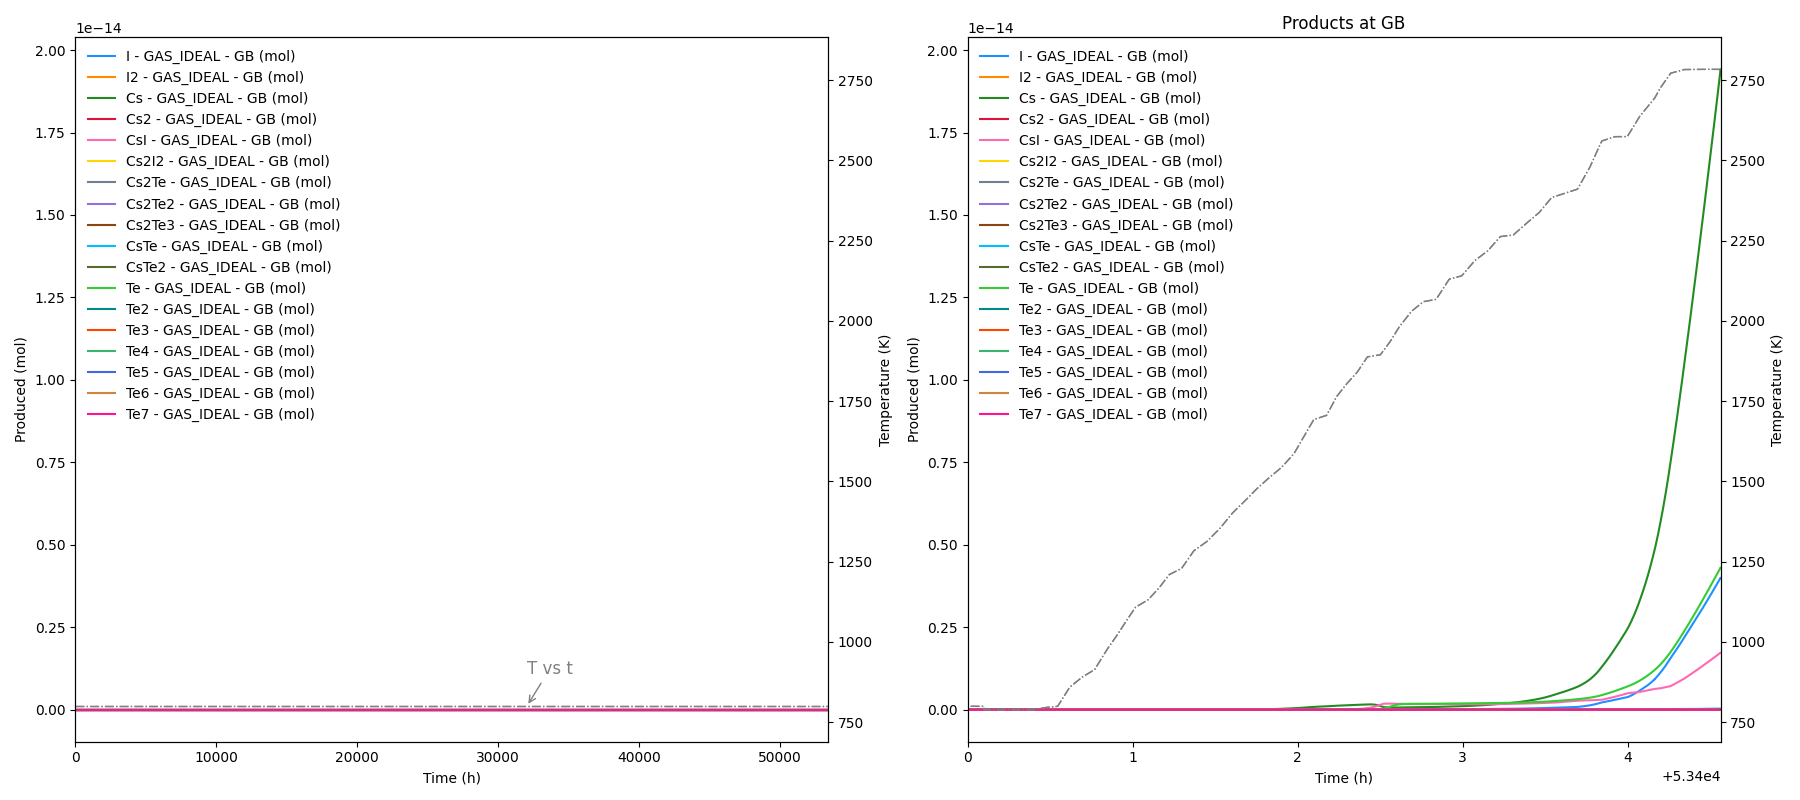 1e−14
2.00
1.75
1.50
1.25
1.00
0.75
0.50
0.25
0.00
Produced (mol)
I - GAS_IDEAL - GB (mol)
I2 - GAS_IDEAL - GB (mol)
Cs - GAS_IDEAL - GB (mol)
Cs2 - GAS_IDEAL - GB (mol)
CsI - GAS_IDEAL - GB (mol)
Cs2I2 - GAS_IDEAL - GB (mol)
Cs2Te - GAS_IDEAL - GB (mol)
Cs2Te2 - GAS_IDEAL - GB (mol)
Cs2Te3 - GAS_IDEAL - GB (mol)
CsTe - GAS_IDEAL - GB (mol)
CsTe2 - GAS_IDEAL - GB (mol)
Te - GAS_IDEAL - GB (mol)
Te2 - GAS_IDEAL - GB (mol)
Te3 - GAS_IDEAL - GB (mol)
Te4 - GAS_IDEAL - GB (mol)
Te5 - GAS_IDEAL - GB (mol)
Te6 - GAS_IDEAL - GB (mol)
Te7 - GAS_IDEAL - GB (mol)
T vs t
2750
2500
2250
2000
1750
1500
1250
1000
750
Temperature (K)
0
10000
20000
30000
40000
50000
Time (h)
Products at GB
1e−14
2.00
1.75
1.50
1.25
1.00
0.75
0.50
0.25
0.00
Produced (mol)
I - GAS_IDEAL - GB (mol)
I2 - GAS_IDEAL - GB (mol)
Cs - GAS_IDEAL - GB (mol)
Cs2 - GAS_IDEAL - GB (mol)
CsI - GAS_IDEAL - GB (mol)
Cs2I2 - GAS_IDEAL - GB (mol)
Cs2Te - GAS_IDEAL - GB (mol)
Cs2Te2 - GAS_IDEAL - GB (mol)
Cs2Te3 - GAS_IDEAL - GB (mol)
CsTe - GAS_IDEAL - GB (mol)
CsTe2 - GAS_IDEAL - GB (mol)
Te - GAS_IDEAL - GB (mol)
Te2 - GAS_IDEAL - GB (mol)
Te3 - GAS_IDEAL - GB (mol)
Te4 - GAS_IDEAL - GB (mol)
Te5 - GAS_IDEAL - GB (mol)
Te6 - GAS_IDEAL - GB (mol)
Te7 - GAS_IDEAL - GB (mol)
2750
2500
2250
2000
1750
1500
1250
1000
750
Temperature (K)
0
1
2
3
4
+5.34e4
Time (h)